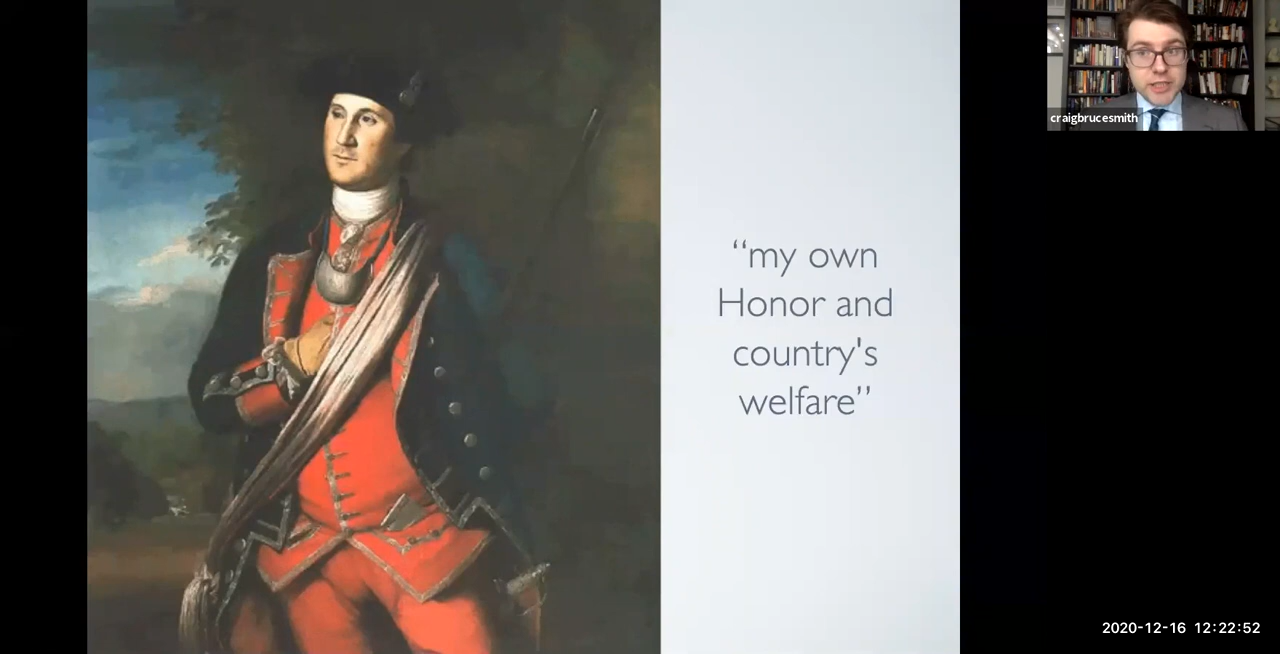 craigbrucesmith
“my own
Honor and
country's
welfare”
2020-12-16 12:22:52